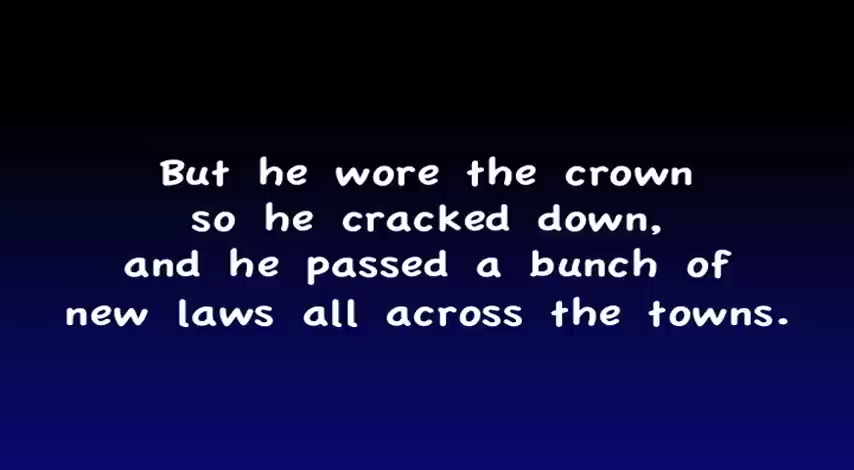 But he wore the crown
so he cracked down,
and he passed a bunch of
new laws all across the towns.